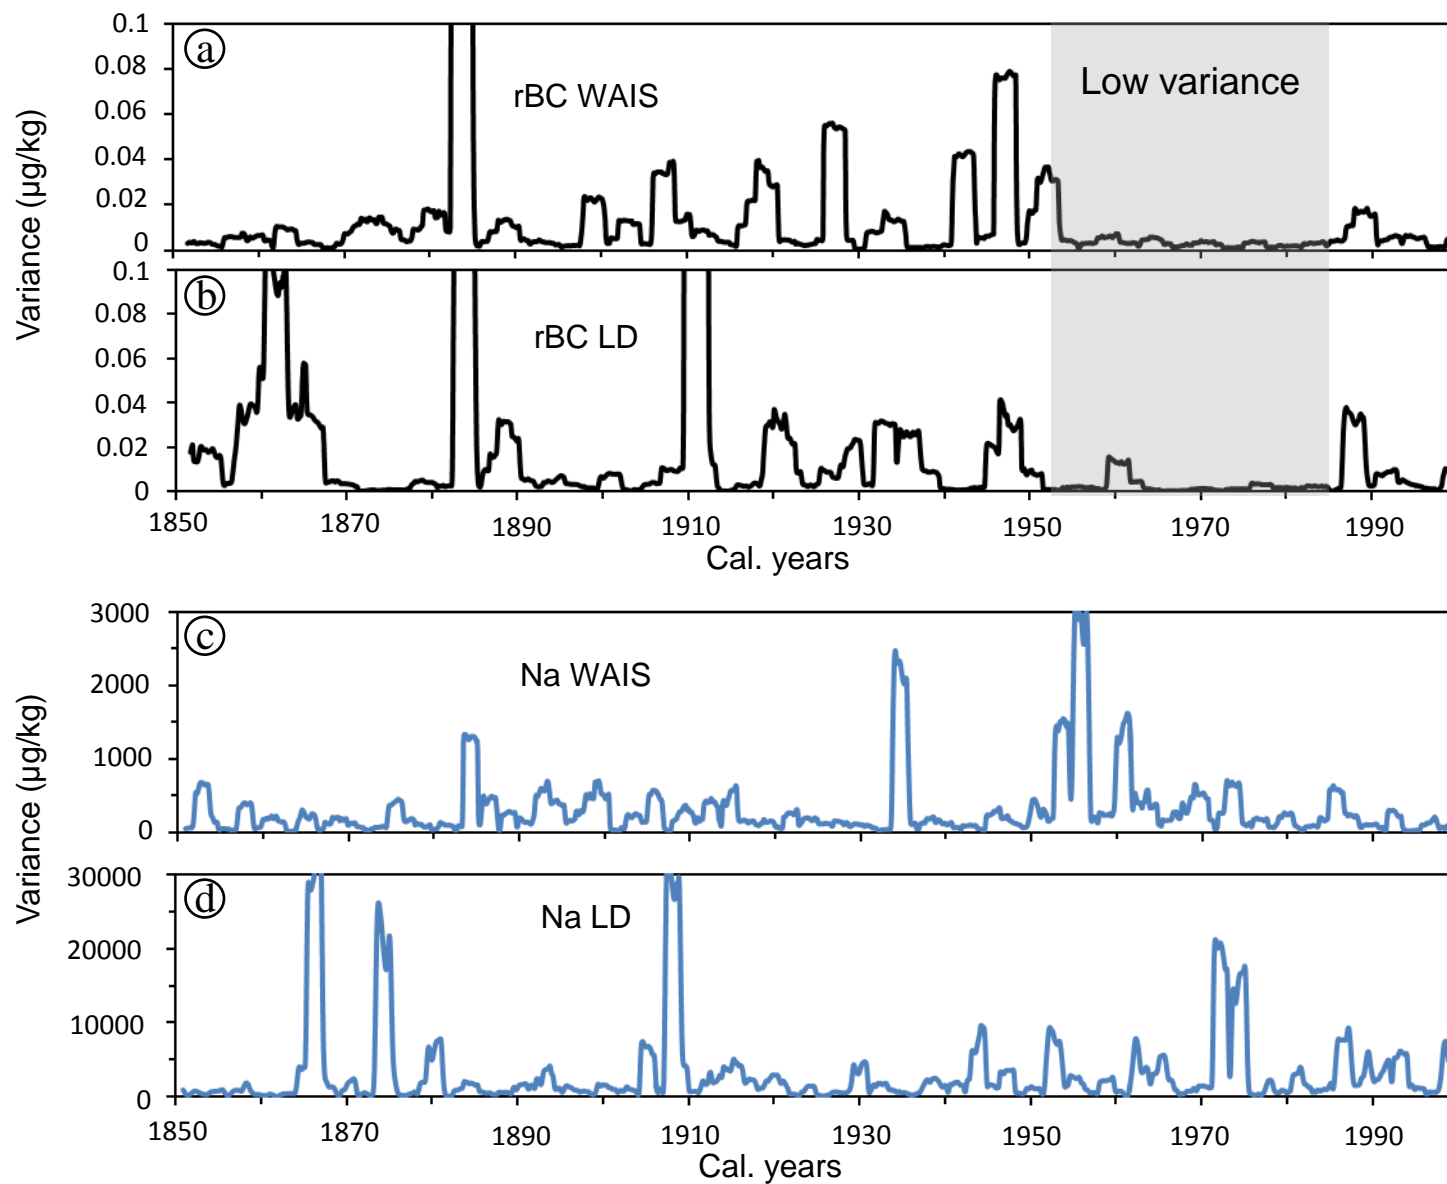 a
rBC WAIS
Low variance
0.1
0.08
0.06
0.04
0.02
0
Variance (µg/kg)
b
rBC LD
0.1
0.08
0.06
0.04
0.02
0
1850 1870 1890 1910 1930 1950 1970 1990
Cal. years
c
Na WAIS
3000
2000
1000
0
Variance (µg/kg)
d
Na LD
30000
20000
10000
0
1850 1870 1890 1910 1930 1950 1970 1990
Cal. years